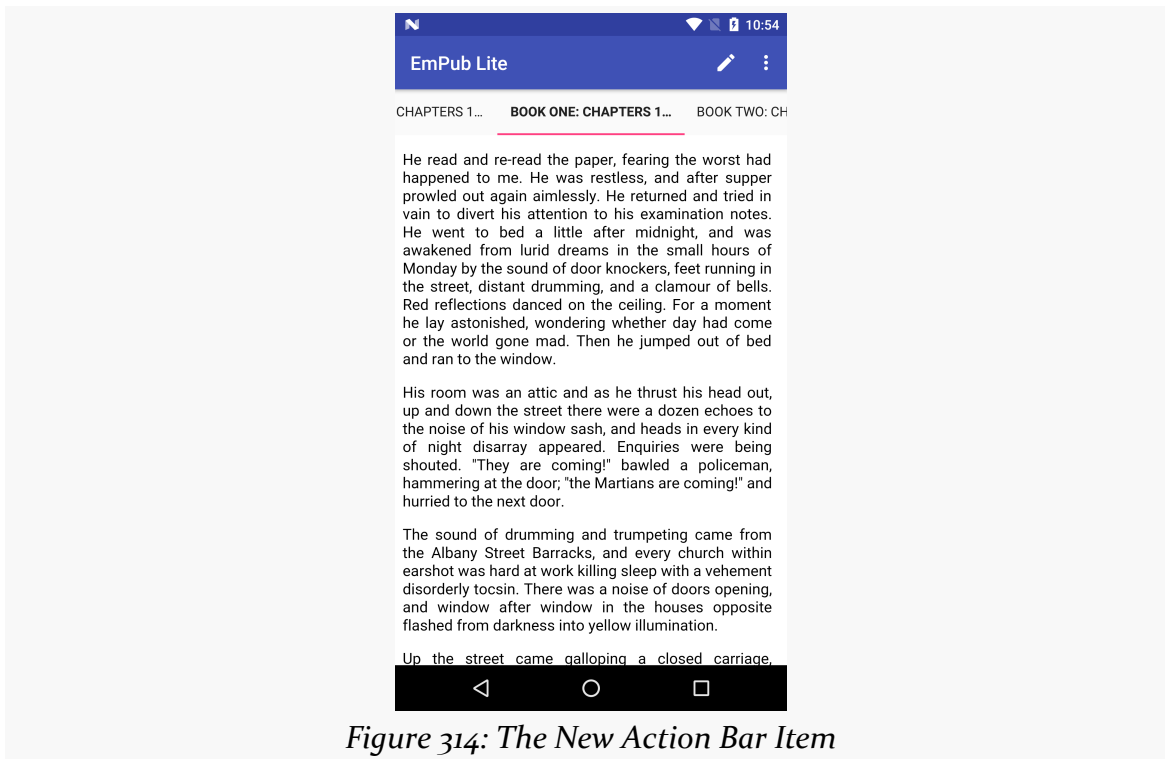 10:54
EmPub Lite
CHAPTERS 1... BOOK ONE: CHAPTERS 1... BOOK TWO: CH
He read and re-read the paper, fearing the worst had
happened to me. He was restless, and after supper
prowled out again aimlessly. He returned and tried in
vain to divert his attention to his examination notes.
He went to bed a little after midnight, and was
awakened from lurid dreams in the small hours of
Monday by the sound of door knockers, feet running in
the street, distant drumming, and a clamour of bells.
Red reflections danced on the ceiling. For a moment
he lay astonished, wondering whether day had come
or the world gone mad. Then he jumped out of bed
and ran to the window.
His room was an attic and as he thrust his head out,
up and down the street there were a dozen echoes to
the noise of his window sash, and heads in every kind
of night disarray appeared. Enquiries were being
shouted. "They are coming!" bawled a policeman,
hammering at the door; "the Martians are coming!" and
hurried to the next door.
The sound of drumming and trumpeting came from
the Albany Street Barracks, and every church within
earshot was hard at work killing sleep with a vehement
disorderly tocsin. There was a noise of doors opening,
and window after window in the houses opposite
flashed from darkness into yellow illumination.
Up the street came galloping a closed carriage,
Figure 314: The New Action Bar Item